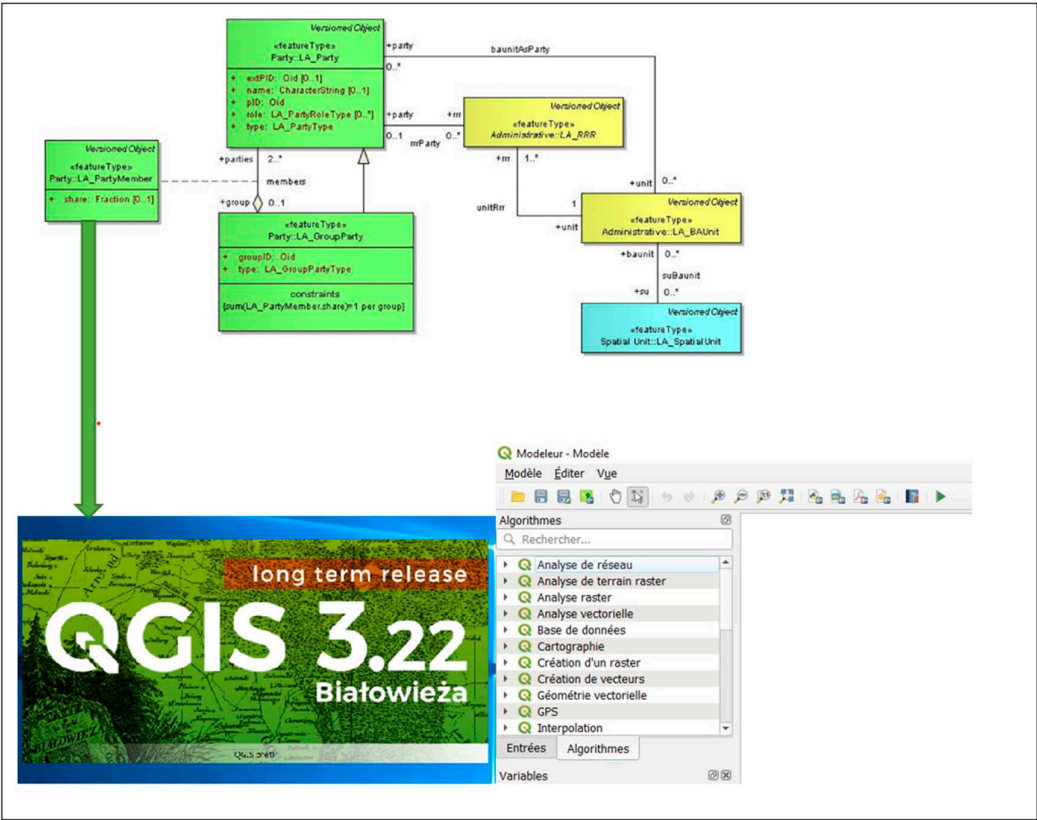 Versioned Object
«featureType»
Party::LA_Party
+ extPID: Oid [0..1]
+ name: CharacterString [0..1]
+ pID: Oid
+ role: LA_PartyRoleType [0..*]
+ type: LA_PartyType
+party
0..*
baunitAsParty
+party
0..1
rrrParty
+rrr
0..*
Versioned Object
«featureType»
Administrative::LA_RRR
+rrr
1..*
unitRrr
1
+unit
+unit
0..*
Versioned Object
«featureType»
Administrative::LA_BAUnit
+baunit
0..*
suBaunit
+su
0..*
Versioned Object
«featureType»
Spatial Unit::LA_SpatialUnit
Versioned Object
«featureType»
Party::LA_PartyMember
+ share: Fraction [0..1]
+parties
2..*
members
+group
0..1
«featureType»
Party::LA_GroupParty
+ groupID: Oid
+ type: LA_GroupPartyType
constraints
{sum(LA_PartyMember.share)=1 per group}
long term release
QGIS 3.22
Białowieża
QGIS prêt!
Modeleur - Modèle
Modèle Éditer Vue
Algorithmes
Rechercher...
Analyse de réseau
Analyse de terrain raster
Analyse raster
Analyse vectorielle
Base de données
Cartographie
Création d'un raster
Création de vecteurs
Géométrie vectorielle
GPS
Interpolation
Entrées Algorithmes
Variables